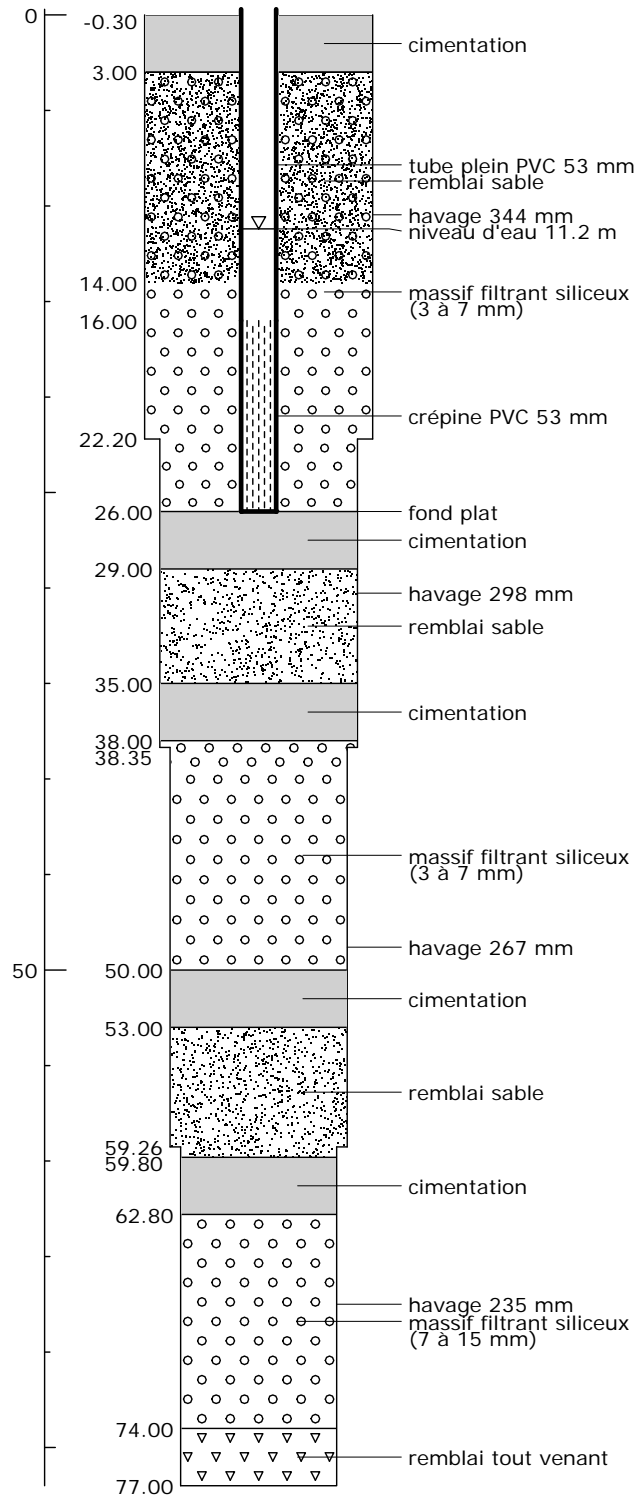 0
-0.30
cimentation
3.00
tube plein PVC 53 mm
remblai sable
havage 344 mm
niveau d'eau 11.2 m
14.00
massif filtrant siliceux
(3 à 7 mm)
16.00
crépine PVC 53 mm
22.20
26.00
fond plat
cimentation
29.00
havage 298 mm
remblai sable
35.00
cimentation
38.00
38.35
massif filtrant siliceux
(3 à 7 mm)
havage 267 mm
50
50.00
cimentation
53.00
remblai sable
59.26
59.80
cimentation
62.80
havage 235 mm
massif filtrant siliceux
(7 à 15 mm)
74.00
remblai tout venant
77.00